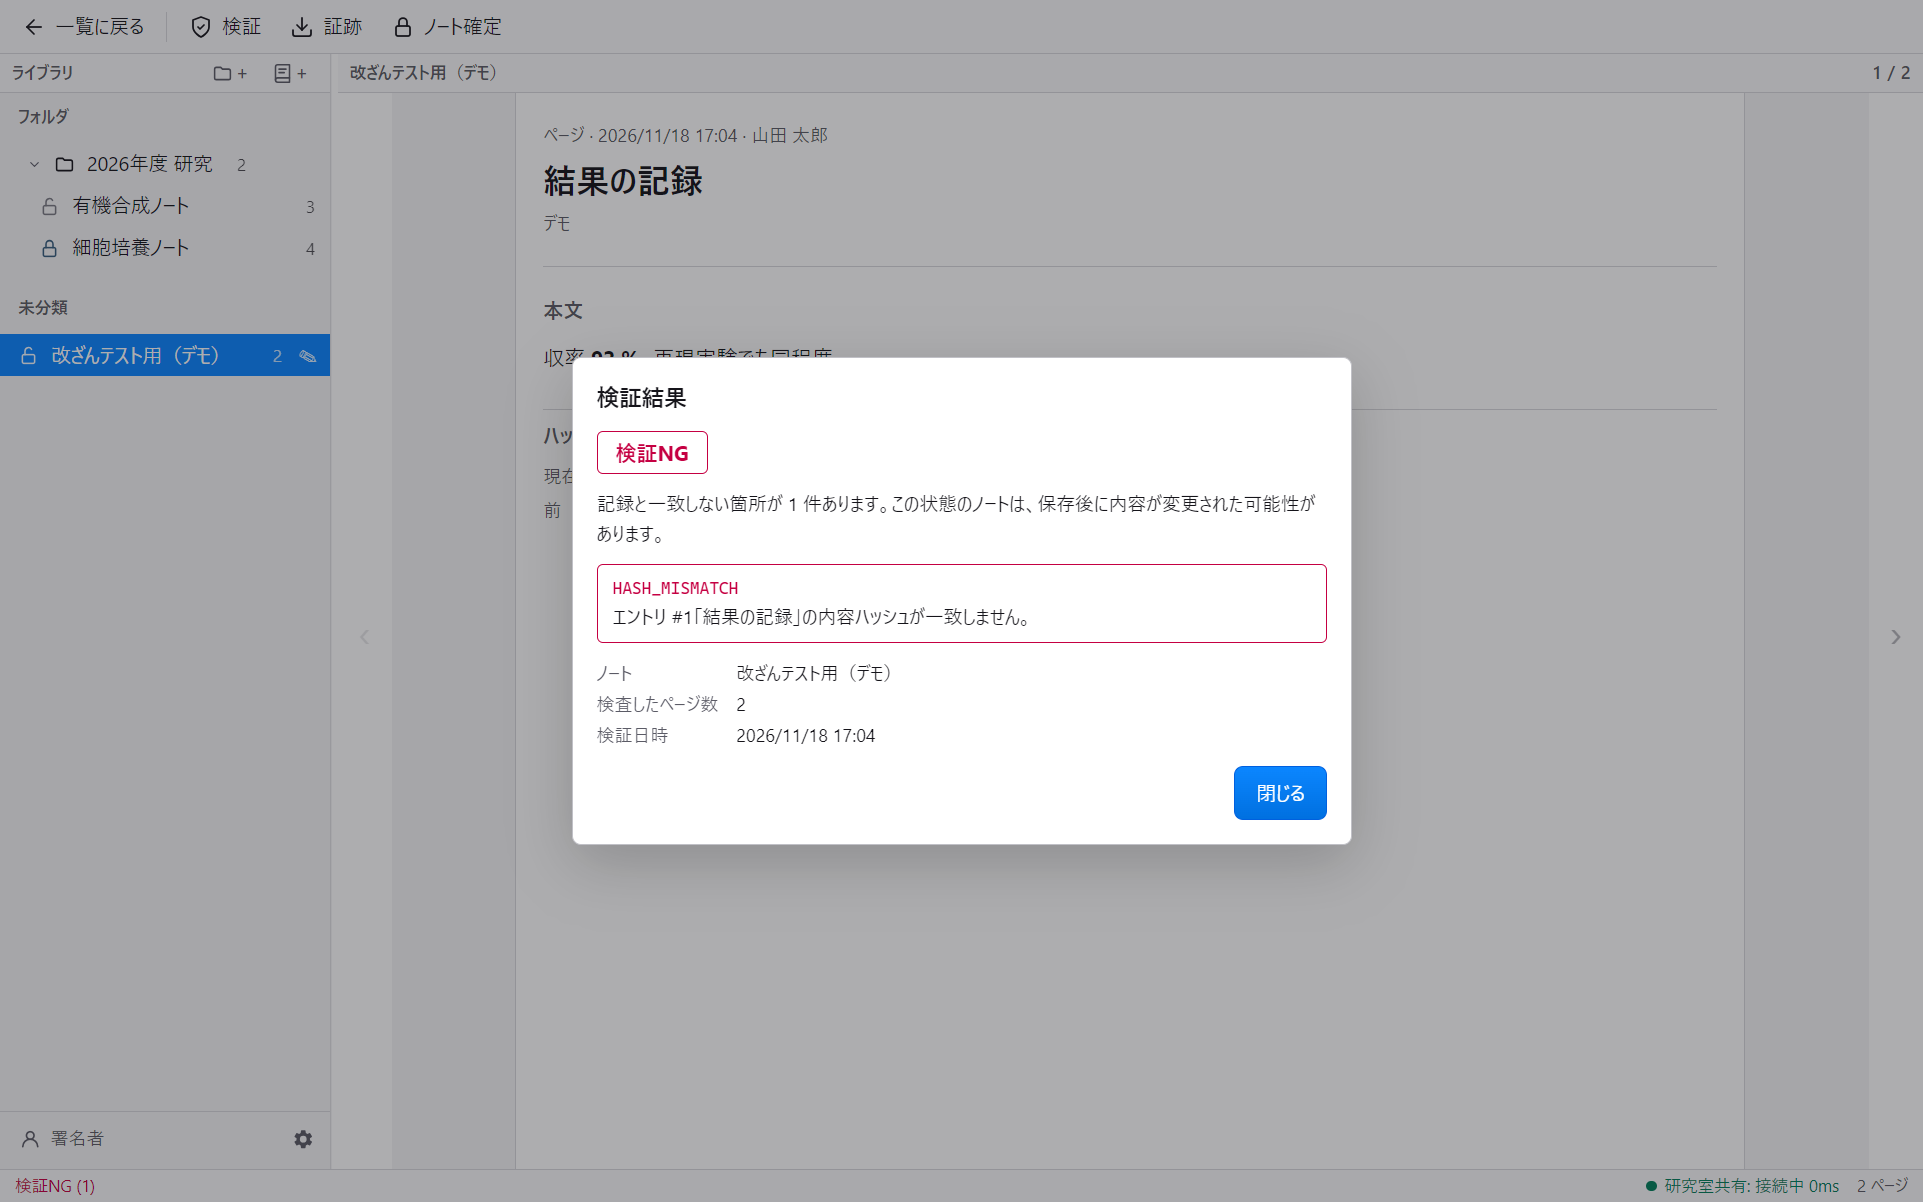 一覧に戻る
検証
証跡
ノート確定
ライブラリ
改ざんテスト用（デモ）
1 / 2
フォルダ
2026年度 研究 2
有機合成ノート 3
細胞培養ノート 4
未分類
改ざんテスト用（デモ） 2
ページ · 2026/11/18 17:04 · 山田 太郎
結果の記録
デモ
本文
収率 92 %
ハッ
現在
前
検証結果
検証NG
記録と一致しない箇所が 1 件あります。この状態のノートは、保存後に内容が変更された可能性が
あります。
HASH_MISMATCH
エントリ #1「結果の記録」の内容ハッシュが一致しません。
ノート 改ざんテスト用（デモ）
検査したページ数 2
検証日時 2026/11/18 17:04
閉じる
署名者
検証NG (1)
研究室共有: 接続中 0ms
2 ページ